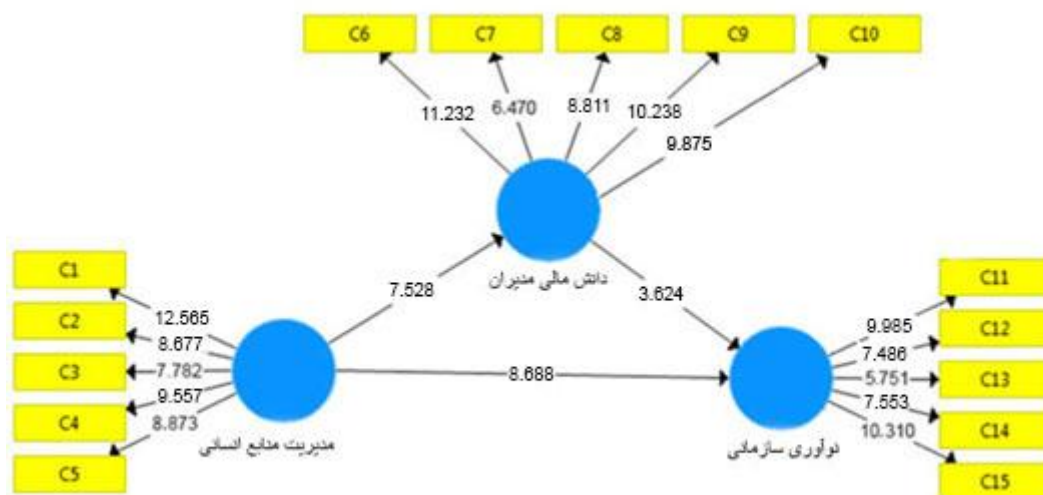 C6
C7
C8
C9
C10
11.232
6.470
8.811
10.238
9.875
دانش مالی مدیران
7.528
3.624
C1
C2
C3
C4
C5
12.565
8.677
7.782
9.557
8.873
مدیریت منابع انسانی
8.688
نوآوری سازمانی
9.985
7.486
5.751
7.553
10.310
C11
C12
C13
C14
C15